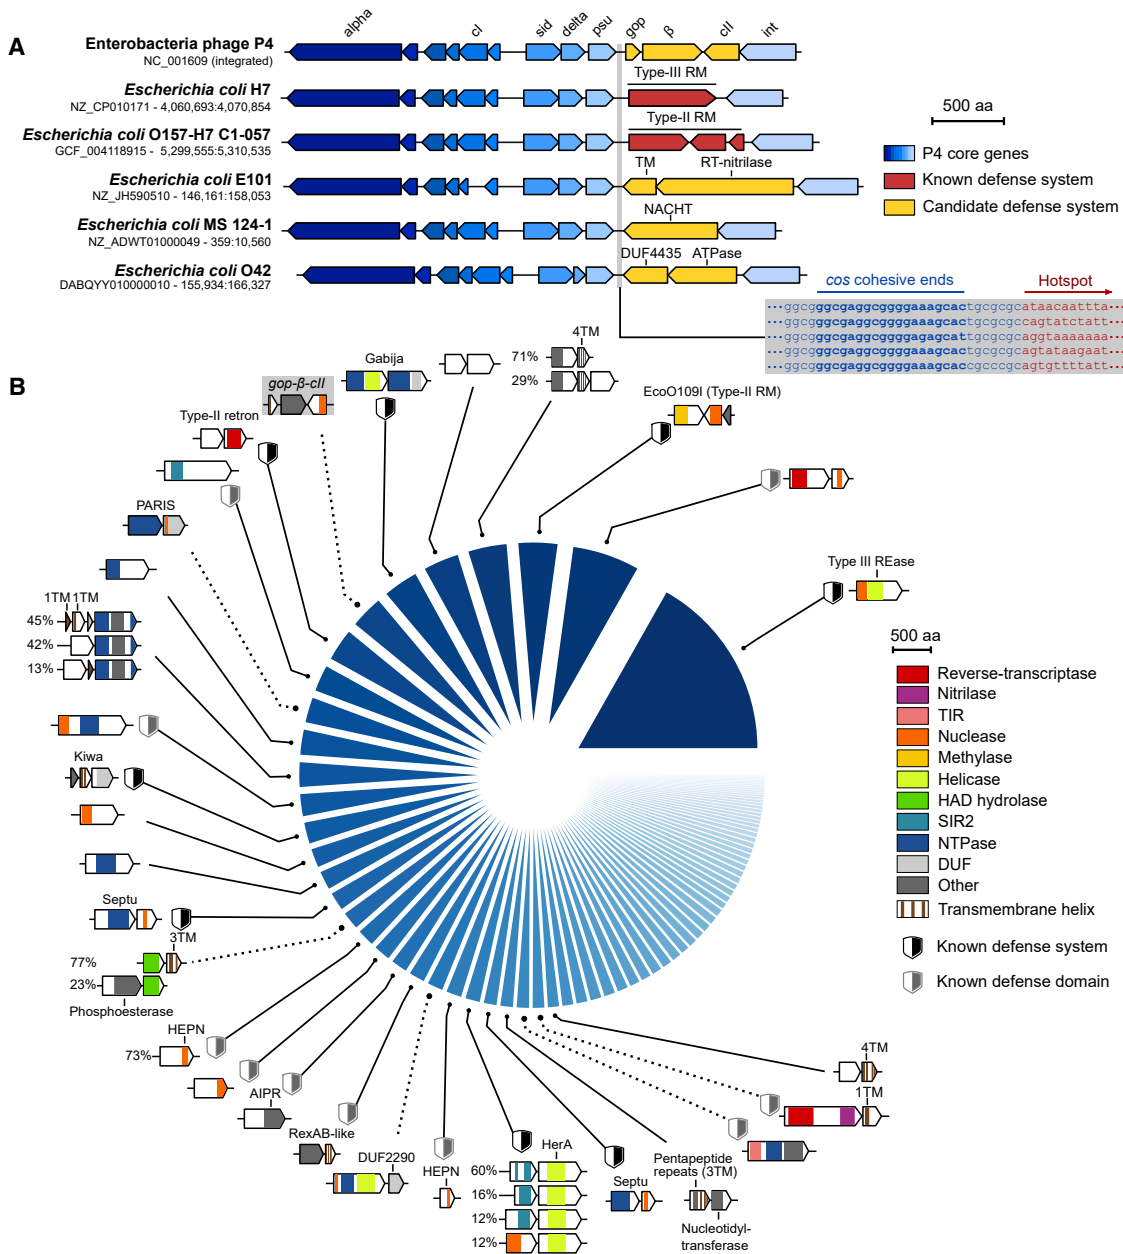 A
alpha
cI
sid
delta
psu
gop
β
cII
int
Enterobacteria phage P4
NC_001609 (integrated)
Type-III RM
Escherichia coli H7
NZ_CP010171 - 4,060,693:4,070,854
Type-II RM
Escherichia coli O157-H7 C1-057
GCF_004118915 - 5,299,555:5,310,535
TM
RT-nitrilase
Escherichia coli E101
NZ_JH590510 - 146,161:158,053
NACHT
Escherichia coli MS 124-1
NZ_ADWT01000049 - 359:10,560
DUF4435
ATPase
Escherichia coli O42
DABQYY010000010 - 155,934:166,327
500 aa
P4 core genes
Known defense system
Candidate defense system
cos cohesive ends
Hotspot
···ggcgggcgaggcggggaaagcactgcgcgcataacaattta···
···ggcgggcgaggcggggaaagcactgcgcgccagtatctatt···
···ggcgggcgaggcggggagagcattgcgcgcaggtaaaaaaa···
···ggcgggcgaggcggggaaagcactgcgcgcagtataagaat···
···ggcgggcgaggcggggaaagcaccgcccgcagtgttttatt···
B
4TM
71%
29%
Gabija
gop-β-cII
Type-II retron
EcoO109I (Type-II RM)
PARIS
Type III REase
1TM 1TM
45%
42%
13%
Kiwa
Septu
3TM
77%
23%
Phosphoesterase
HEPN
73%
AIPR
RexAB-like
DUF2290
HEPN
HerA
60%
16%
12%
12%
Septu
Pentapeptide
repeats (3TM)
Nucleotidyl-
transferase
4TM
1TM
500 aa
Reverse-transcriptase
Nitrilase
TIR
Nuclease
Methylase
Helicase
HAD hydrolase
SIR2
NTPase
DUF
Other
Transmembrane helix
Known defense system
Known defense domain